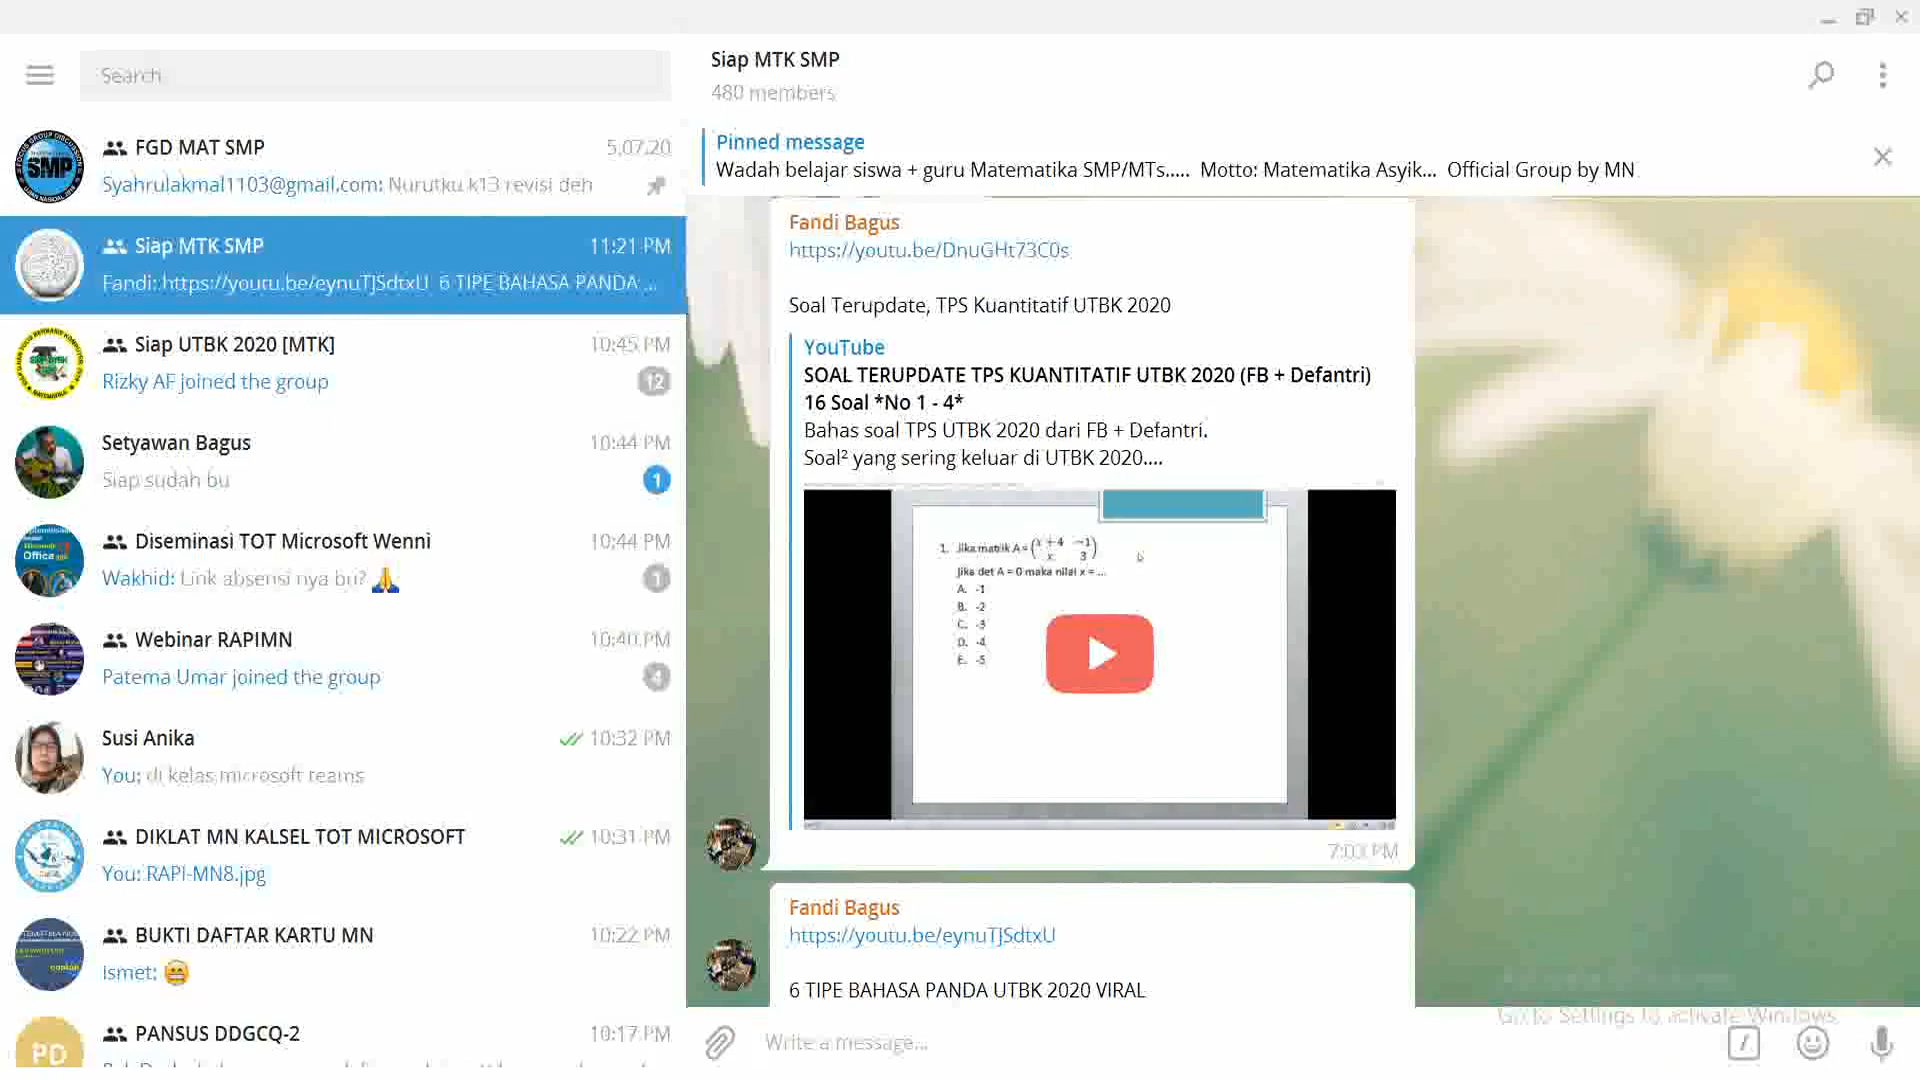 Search
FGD MAT SMP
5.07.20
Syahrulakmal1103@gmail.com: Nurutku k13 revisi deh
Siap MTK SMP
11:21 PM
Fandi: https://youtu.be/eynuTJSdtxU 6 TIPE BAHASA PANDA ...
Siap UTBK 2020 [MTK]
10:45 PM
Rizky AF joined the group
12
Setyawan Bagus
10:44 PM
Siap sudah bu
1
Diseminasi TOT Microsoft Wenni
10:44 PM
Wakhid: Link absensi nya bu? 🙏
1
Webinar RAPIMN
10:40 PM
Patema Umar joined the group
4
Susi Anika
10:32 PM
You: di kelas microsoft teams
DIKLAT MN KALSEL TOT MICROSOFT
10:31 PM
You: RAPI-MN8.jpg
BUKTI DAFTAR KARTU MN
10:22 PM
ismet: 😁
PD
PANSUS DDGCQ-2
10:17 PM
Siap MTK SMP
480 members
Pinned message
Wadah belajar siswa + guru Matematika SMP/MTs..... Motto: Matematika Asyik... Official Group by MN
Fandi Bagus
https://youtu.be/DnuGHt73C0s
Soal Terupdate, TPS Kuantitatif UTBK 2020
YouTube
SOAL TERUPDATE TPS KUANTITATIF UTBK 2020 (FB + Defantri)
16 Soal *No 1 - 4*
Bahas soal TPS UTBK 2020 dari FB + Defantri.
Soal² yang sering keluar di UTBK 2020....
1. Jika matrik A = (x+4 -1
x 3)
Jika det A = 0 maka nilai x = ...
A. -1
B. -2
C. -3
D. -4
E. -5
7:03 PM
Fandi Bagus
https://youtu.be/eynuTJSdtxU
6 TIPE BAHASA PANDA UTBK 2020 VIRAL
Go to Settings to activate Windows.
Write a message...